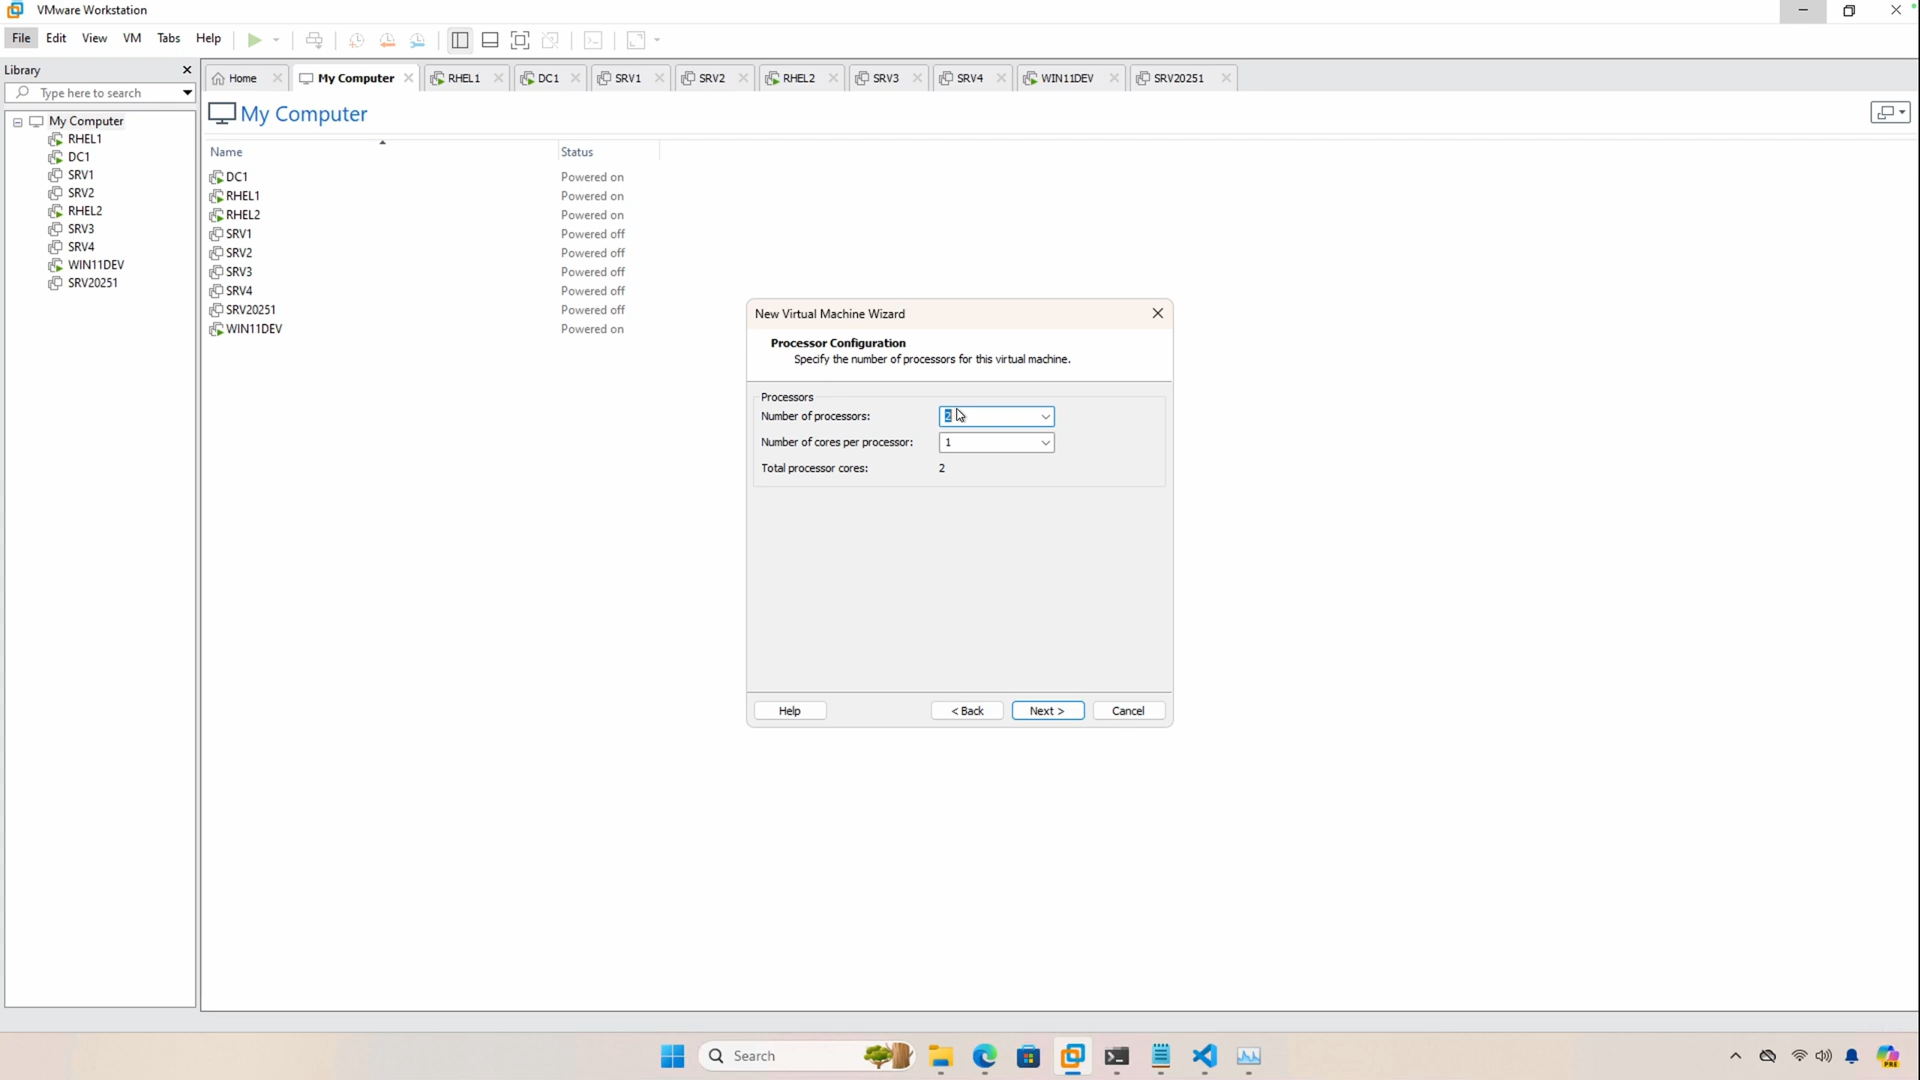 VMware Workstation
File Edit View VM Tabs Help
Library
Type here to search
Home My Computer RHEL1 DC1 SRV1 SRV2 RHEL2 SRV3 SRV4 WIN11DEV SRV20251
My Computer
RHEL1
DC1
SRV1
SRV2
RHEL2
SRV3
SRV4
WIN11DEV
SRV20251
My Computer
Name Status
DC1 Powered on
RHEL1 Powered on
RHEL2 Powered on
SRV1 Powered off
SRV2 Powered off
SRV3 Powered off
SRV4 Powered off
SRV20251 Powered off
WIN11DEV Powered on
New Virtual Machine Wizard
Processor Configuration
Specify the number of processors for this virtual machine.
Processors
Number of processors: 2
Number of cores per processor: 1
Total processor cores: 2
Help < Back Next > Cancel
Search
PRE